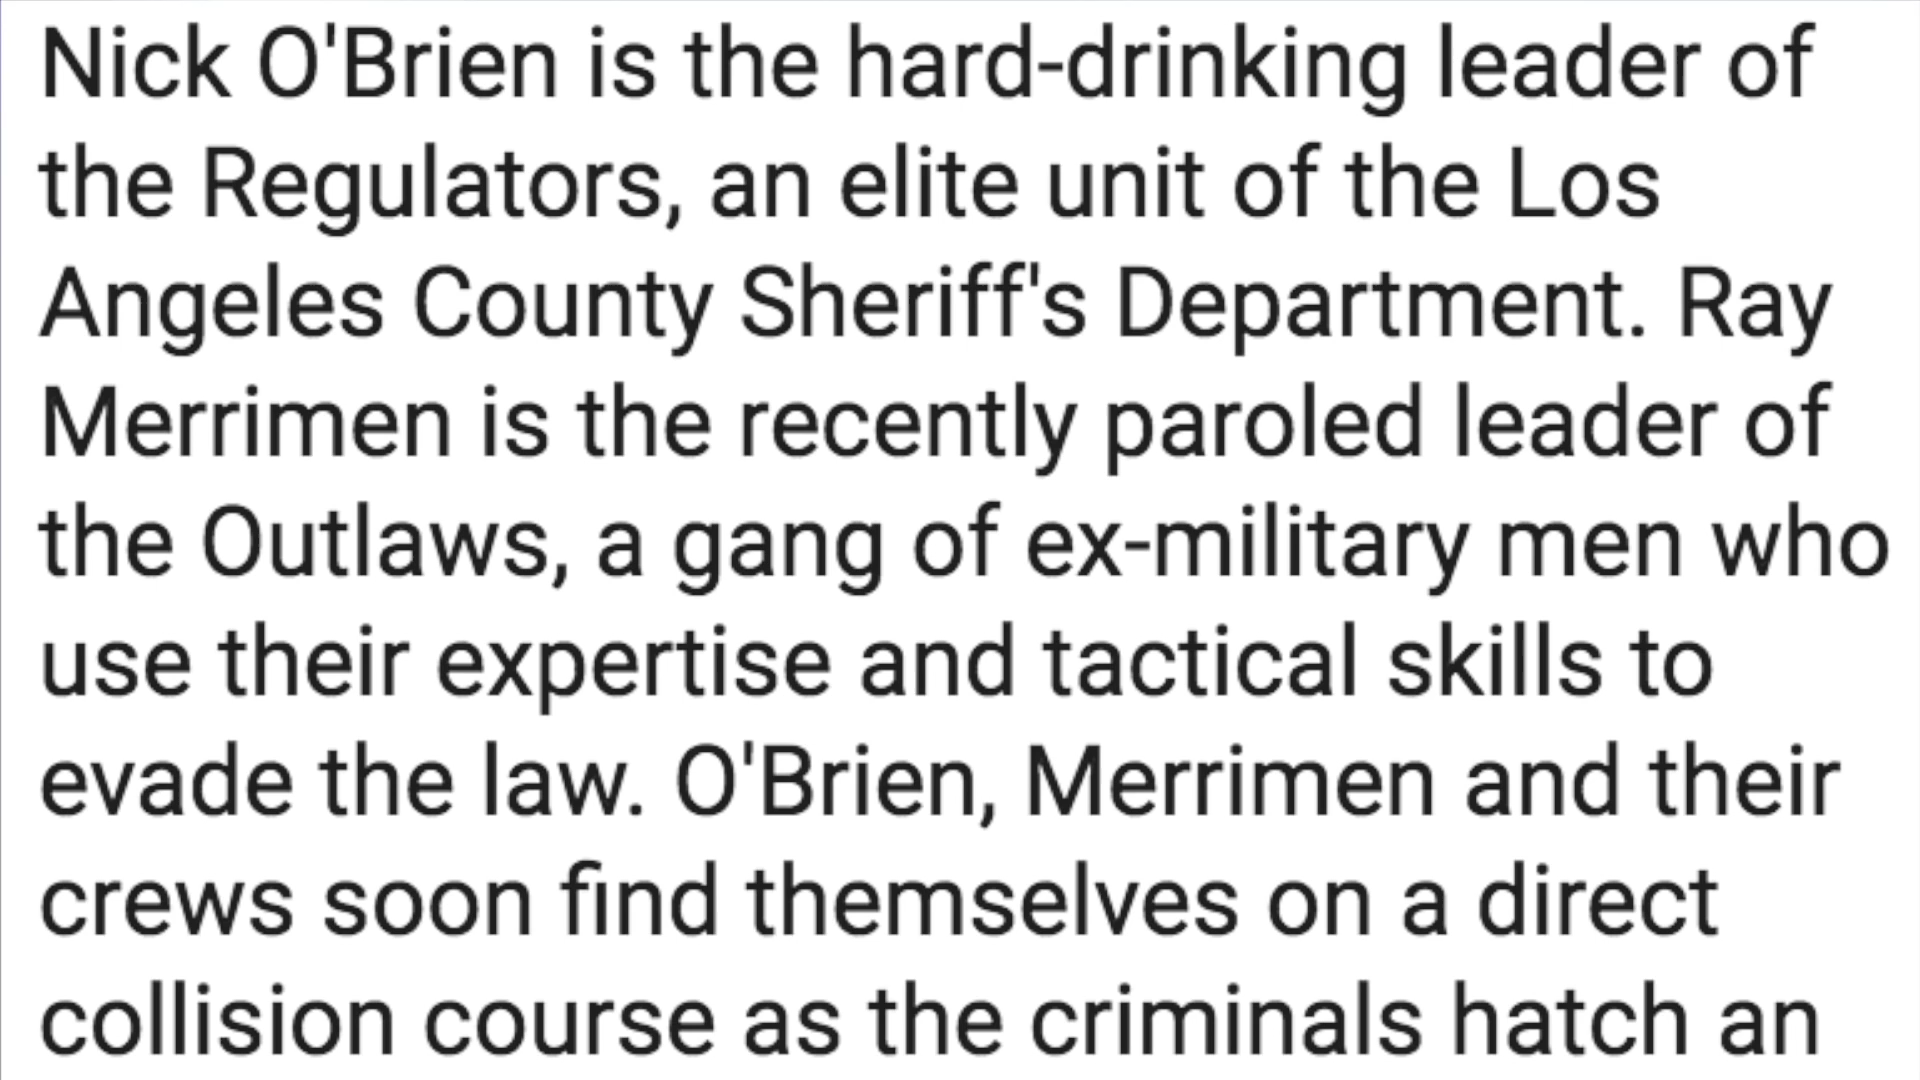 Nick O'Brien is the hard-drinking leader of
the Regulators, an elite unit of the Los
Angeles County Sheriff's Department. Ray
Merrimen is the recently paroled leader of
the Outlaws, a gang of ex-military men who
use their expertise and tactical skills to
evade the law. O'Brien, Merrimen and their
crews soon find themselves on a direct
collision course as the criminals hatch an